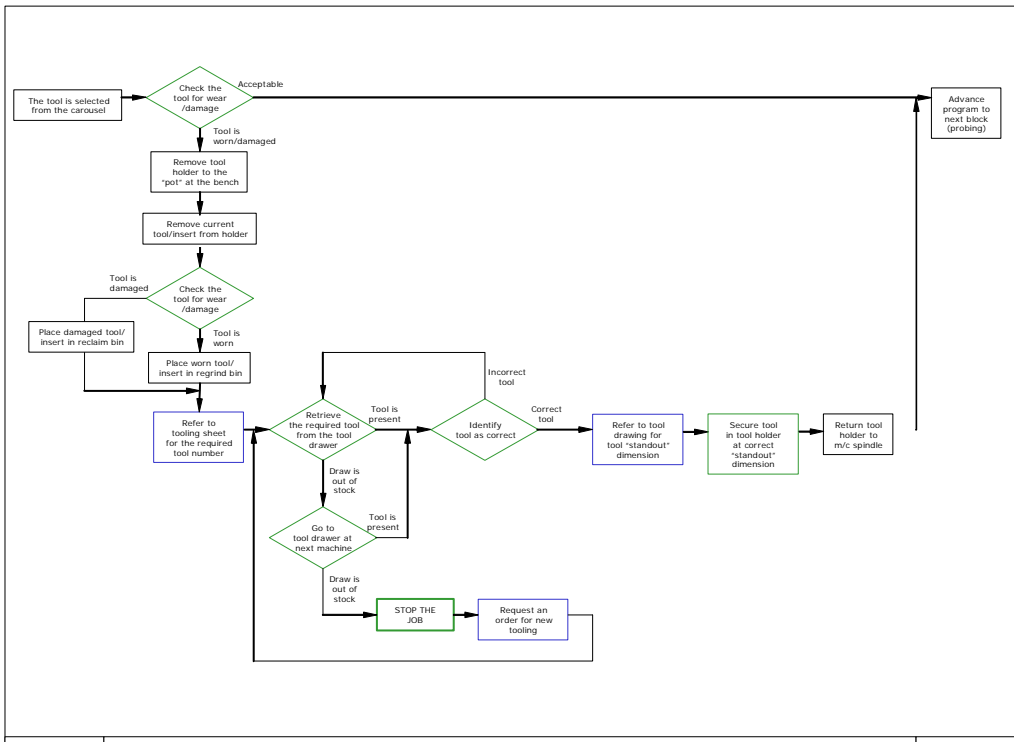 The tool is selected
from the carousel
Check the
tool for wear
/damage
Acceptable
Advance
program to
next block
(probing)
Tool is
worn/damaged
Remove tool
holder to the
"pot" at the bench
Remove current
tool/insert from holder
Tool is
damaged
Check the
tool for wear
/damage
Place damaged tool/
insert in reclaim bin
Tool is
worn
Place worn tool/
insert in regrind bin
Refer to
tooling sheet
for the required
tool number
Retrieve
the required tool
from the tool
drawer
Tool is
present
Incorrect
tool
Identify
tool as correct
Correct
tool
Refer to tool
drawing for
tool "standout"
dimension
Secure tool
in tool holder
at correct
"standout"
dimension
Return tool
holder to
m/c spindle
Draw is
out of
stock
Go to
tool drawer at
next machine
Tool is
present
Draw is
out of
stock
STOP THE
JOB
Request an
order for new
tooling